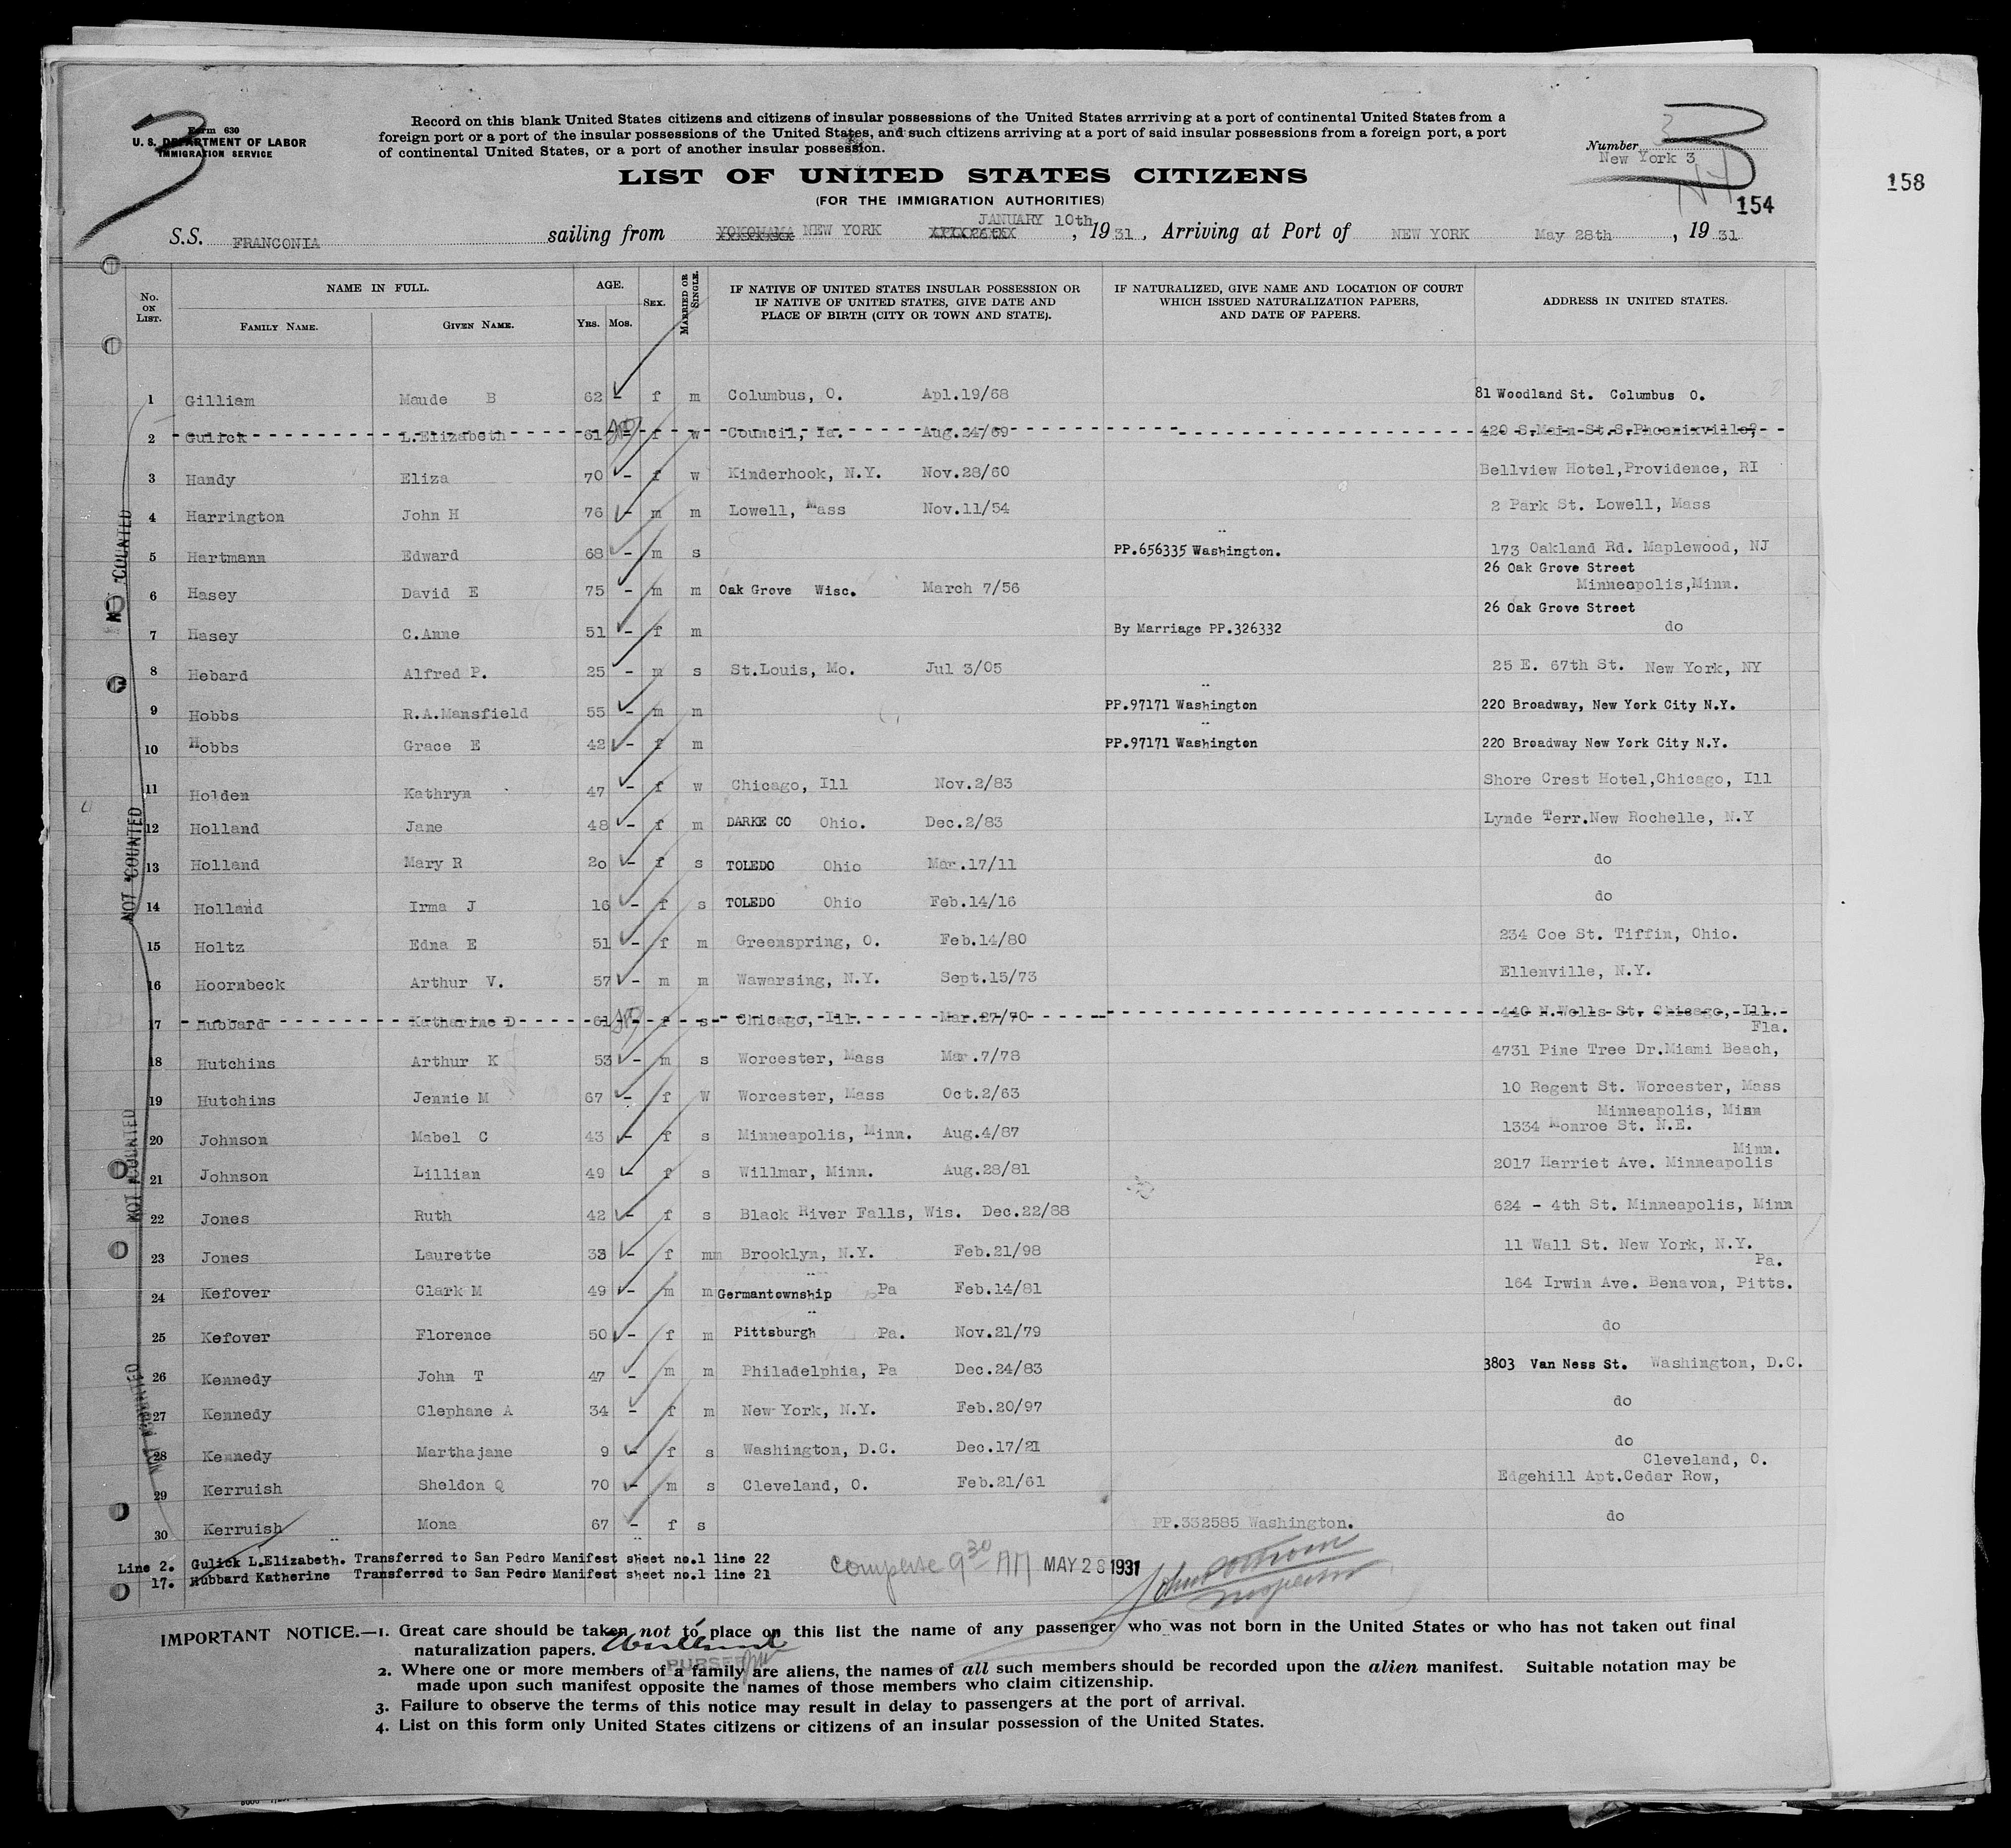 Form 630
U. S. DEPARTMENT OF LABOR
IMMIGRATION SERVICE
3
Record on this blank United States citizens and citizens of insular possessions of the United States arrriving at a port of continental United States from a
foreign port or a port of the insular possessions of the United States, and such citizens arriving at a port of said insular possessions from a foreign port, a port
of continental United States, or a port of another insular possession.
Number 3
New York 3
3
NY
154
158
LIST OF UNITED STATES CITIZENS
(FOR THE IMMIGRATION AUTHORITIES)
S.S. FRANCONIA sailing from YOKOHAMA NEW YORK JANUARY 10th, 1931, Arriving at Port of NEW YORK May 28th, 1931
No. ON LIST. NAME IN FULL. FAMILY NAME. GIVEN NAME. AGE. YRS. MOS. SEX. MARRIED OR SINGLE. IF NATIVE OF UNITED STATES INSULAR POSSESSION OR IF NATIVE OF UNITED STATES, GIVE DATE AND PLACE OF BIRTH (CITY OR TOWN AND STATE). IF NATURALIZED, GIVE NAME AND LOCATION OF COURT WHICH ISSUED NATURALIZATION PAPERS, AND DATE OF PAPERS. ADDRESS IN UNITED STATES.
1 Gilliam Maude B 62 - f m Columbus, O. Apl.19/68 81 Woodland St. Columbus O.
2 Gulick L.Elizabeth 61 - f w Council, Ia. Aug.24/69 420 S.Main St.S.Phoenixville?
3 Handy Eliza 70 - f w Kinderhook, N.Y. Nov.28/60 Bellview Hotel,Providence, RI
4 Harrington John H 76 - m m Lowell, Mass Nov.11/54 2 Park St. Lowell, Mass
5 Hartmann Edward 68 - m s PP.656335 Washington. 173 Oakland Rd. Maplewood, NJ
6 Hasey David E 75 - m m Oak Grove Wisc. March 7/56 26 Oak Grove Street Minneapolis,Minn.
7 Hasey C.Anne 51 - f m By Marriage PP.326332 26 Oak Grove Street do
8 Hebard Alfred P. 25 - m s St.Louis, Mo. Jul 3/05 25 E. 67th St. New York, NY
9 Hobbs R.A.Mansfield 55 - m m PP.97171 Washington 220 Broadway, New York City N.Y.
10 Hobbs Grace E 42 - f m PP.97171 Washington 220 Broadway New York City N.Y.
11 Holden Kathryn 47 - f w Chicago, Ill Nov.2/83 Shore Crest Hotel,Chicago, Ill
12 Holland Jane 48 - f m DARKE CO Ohio. Dec.2/83 Lynde Terr.New Rochelle, N.Y
13 Holland Mary R 2o - f s TOLEDO Ohio Mar.17/11 do
14 Holland Irma J 16 - f s TOLEDO Ohio Feb.14/16 do
15 Holtz Edna E 51 - f m Greenspring, O. Feb.14/80 234 Coe St. Tiffin, Ohio.
16 Hoornbeck Arthur V. 57 - m m Wawarsing, N.Y. Sept.15/73 Ellenville, N.Y.
17 Hubbard Katharine D 61 - f s Chicago, Ill. Mar.27/70 440 N.Wells St. Chicago, Ill.
18 Hutchins Arthur K 53 - m s Worcester, Mass Mar.7/78 4731 Pine Tree Dr.Miami Beach, Fla.
19 Hutchins Jennie M 67 - f W Worcester, Mass Oct.2/63 10 Regent St. Worcester, Mass
20 Johnson Mabel C 43 - f s Minneapolis, Minn. Aug.4/87 Minneapolis, Minn 1334 Monroe St. N.E.
21 Johnson Lillian 49 - f s Willmar, Minn. Aug.28/81 2017 Harriet Ave. Minneapolis Minn.
22 Jones Ruth 42 - f s Black River Falls, Wis. Dec.22/88 624 - 4th St. Minneapolis, Minn
23 Jones Laurette 33 - f mm Brooklyn, N.Y. Feb.21/98 11 Wall St. New York, N.Y.
24 Kefover Clark M 49 - m m Germantownship Pa Feb.14/81 164 Irwin Ave. Benavon, Pitts. Pa.
25 Kefover Florence 50 - f m Pittsburgh Pa. Nov.21/79 do
26 Kennedy John T 47 - m m Philadelphia, Pa Dec.24/83 3803 Van Ness St. Washington, D.C.
27 Kennedy Clephane A 34 - f m New York, N.Y. Feb.20/97 do
28 Kennedy Marthajane 9 - f s Washington, D.C. Dec.17/21 do
29 Kerruish Sheldon Q 70 - m s Cleveland, O. Feb.21/61 Cleveland, O. Edgehill Apt.Cedar Row,
30 Kerruish Mona 67 - f s PP.332585 Washington. do
NOT COUNTED
NOT COUNTED
NOT COUNTED
NOT COUNTED
Line 2. Gulick L.Elizabeth. Transferred to San Pedro Manifest sheet no.1 line 22
17. Hubbard Katherine Transferred to San Pedro Manifest sheet no.1 line 21
Complete 9 30 AM MAY 28 1931
Inspector
IMPORTANT NOTICE.—1. Great care should be taken not to place on this list the name of any passenger who was not born in the United States or who has not taken out final
naturalization papers.
PURSER
2. Where one or more members of a family are aliens, the names of all such members should be recorded upon the alien manifest. Suitable notation may be
made upon such manifest opposite the names of those members who claim citizenship.
3. Failure to observe the terms of this notice may result in delay to passengers at the port of arrival.
4. List on this form only United States citizens or citizens of an insular possession of the United States.